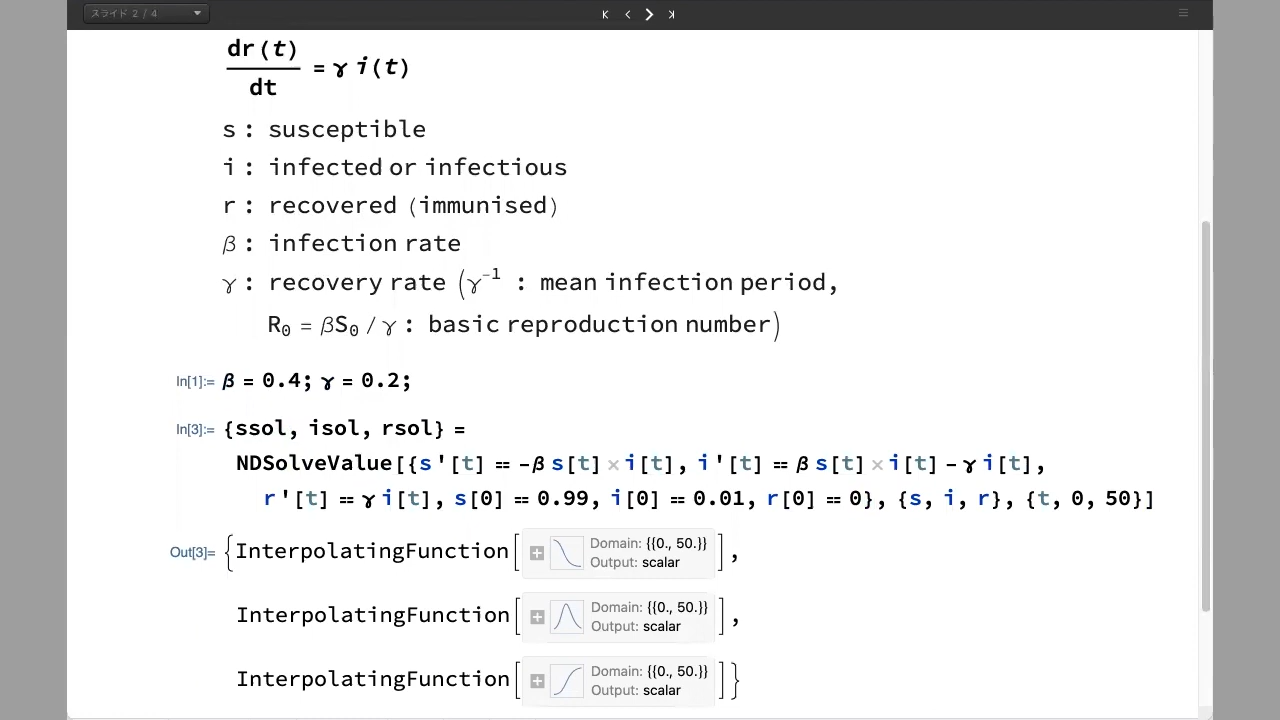 スライド 2 / 4
dr(t)
dt
= γ i(t)
s : susceptible
i : infected or infectious
r : recovered (immunised)
β : infection rate
γ : recovery rate (γ⁻¹ : mean infection period,
R₀ = βS₀ / γ : basic reproduction number)
In[1]:= β = 0.4; γ = 0.2;
In[3]:= {ssol, isol, rsol} =
NDSolveValue[{s'[t] == -β s[t] × i[t], i'[t] == β s[t] × i[t] - γ i[t],
r'[t] == γ i[t], s[0] == 0.99, i[0] == 0.01, r[0] == 0}, {s, i, r}, {t, 0, 50}]
Out[3]= {InterpolatingFunction[ Domain: {{0., 50.}}
Output: scalar ],
InterpolatingFunction[ Domain: {{0., 50.}}
Output: scalar ],
InterpolatingFunction[ Domain: {{0., 50.}}
Output: scalar ]}